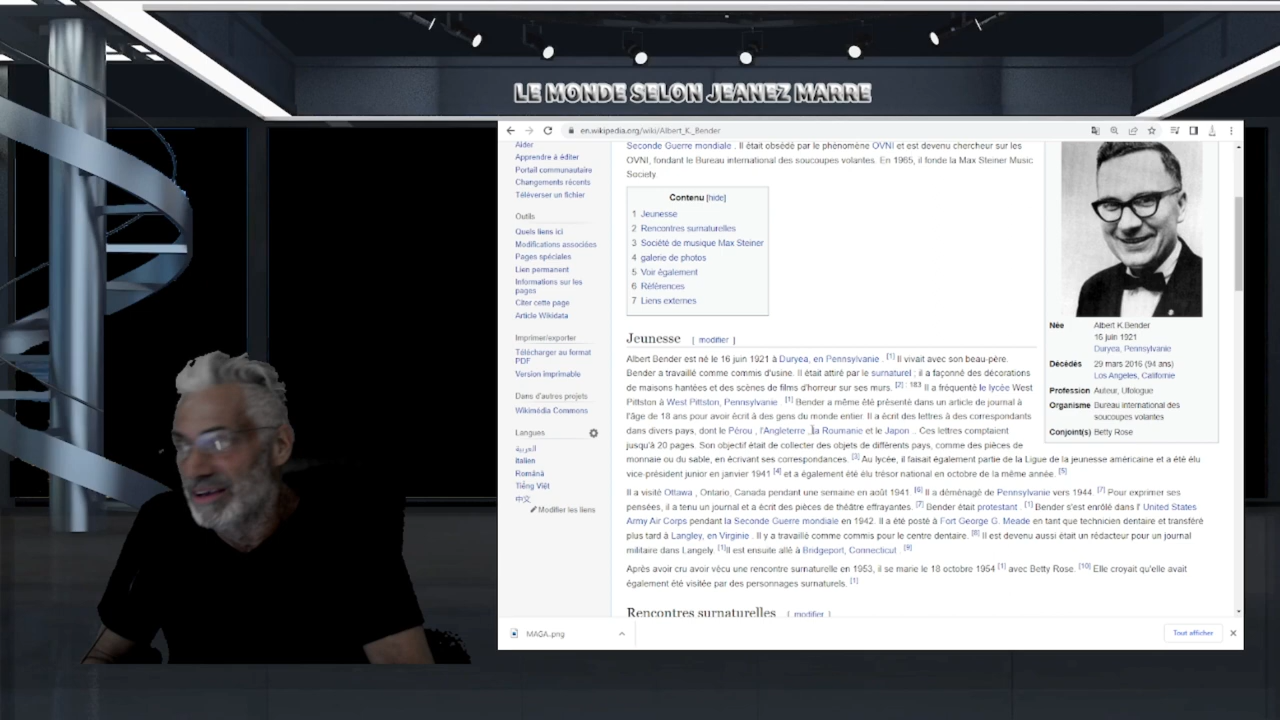 LE MONDE SELON JEANEZ MARRE
en.wikipedia.org/wiki/Albert_K._Bender
Aider
Apprendre à éditer
Portail communautaire
Changements récents
Téléverser un fichier
Outils
Quels liens ici
Modifications associées
Pages spéciales
Lien permanent
Informations sur les
pages
Citer cette page
Article Wikidata
Imprimer/exporter
Télécharger au format
PDF
Version imprimable
Dans d'autres projets
Wikimédia Commons
Langues
العربية
Italien
Română
Tiếng Việt
中文
Modifier les liens
Seconde Guerre mondiale . Il était obsédé par le phénomène OVNI et est devenu chercheur sur les
OVNI, fondant le Bureau international des soucoupes volantes. En 1965, il fonde la Max Steiner Music
Society.
Contenu [hide]
1 Jeunesse
2 Rencontres surnaturelles
3 Société de musique Max Steiner
4 galerie de photos
5 Voir également
6 Références
7 Liens externes
Jeunesse [ modifier ]
Albert Bender est né le 16 juin 1921 à Duryea, en Pennsylvanie . [1] Il vivait avec son beau-père.
Bender a travaillé comme commis d'usine. Il était attiré par le surnaturel ; il a façonné des décorations
de maisons hantées et des scènes de films d'horreur sur ses murs. [2] : 183 Il a fréquenté le lycée West
Pittston à West Pittston, Pennsylvanie . [1] Bender a même été présenté dans un article de journal à
l'âge de 18 ans pour avoir écrit à des gens du monde entier. Il a écrit des lettres à des correspondants
dans divers pays, dont le Pérou , l'Angleterre , la Roumanie et le Japon . Ces lettres comptaient
jusqu'à 20 pages. Son objectif était de collecter des objets de différents pays, comme des pièces de
monnaie ou du sable, en écrivant ses correspondances. [3] Au lycée, il faisait également partie de la Ligue de la jeunesse américaine et a été élu
vice-président junior en janvier 1941 [4] et a également été élu trésor national en octobre de la même année. [5]
Il a visité Ottawa , Ontario, Canada pendant une semaine en août 1941. [6] Il a déménagé de Pennsylvanie vers 1944. [7] Pour exprimer ses
pensées, il a tenu un journal et a écrit des pièces de théâtre effrayantes. [7] Bender était protestant . [1] Bender s'est enrôlé dans l' United States
Army Air Corps pendant la Seconde Guerre mondiale en 1942. Il a été posté à Fort George G. Meade en tant que technicien dentaire et transféré
plus tard à Langley, en Virginie . Il y a travaillé comme commis pour le centre dentaire. [8] Il est devenu aussi était un rédacteur pour un journal
militaire dans Langely. [1]Il est ensuite allé à Bridgeport, Connecticut . [9]
Après avoir cru avoir vécu une rencontre surnaturelle en 1953, il se marie le 18 octobre 1954 [1] avec Betty Rose. [10] Elle croyait qu'elle avait
également été visitée par des personnages surnaturels. [1]
Rencontres surnaturelles [ modifier ]
Née Albert K.Bender
16 juin 1921
Duryea, Pennsylvanie
Décédés 29 mars 2016 (94 ans)
Los Angeles, Californie
Profession Auteur, Ufologue
Organisme Bureau international des
soucoupes volantes
Conjoint(s) Betty Rose
MAGA.png
Tout afficher